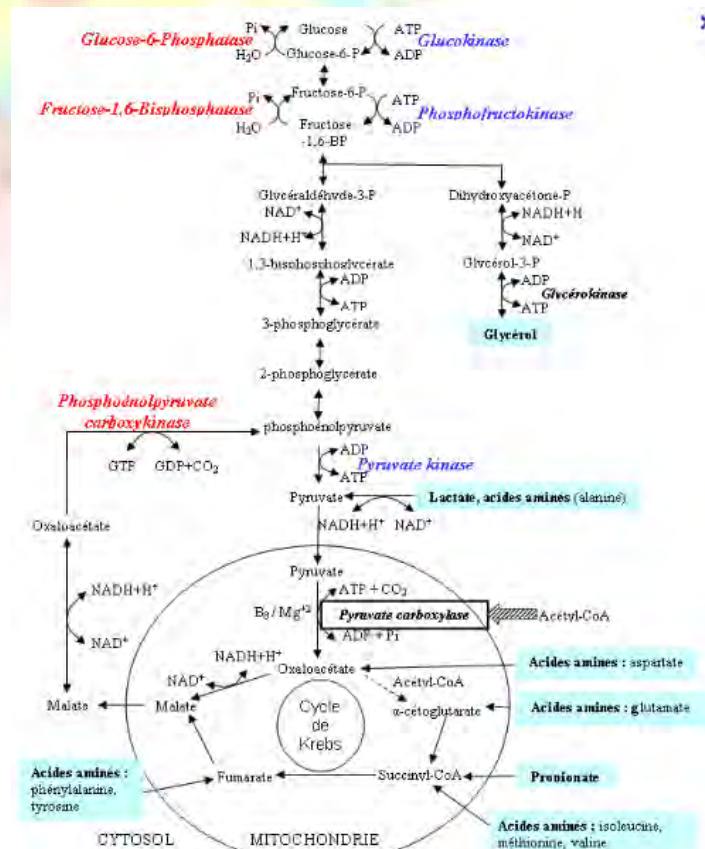 Pi Glucose ATP
Glucose-6-Phosphatase Glucokinase
H₂O Glucose-6-P ADP
Pi Fructose-6-P ATP
Fructose-1,6-Bisphosphatase Phosphofructokinase
H₂O Fructose ADP
-1,6-BP
Glycéraldéhyde-3-P Dihydroxyacétone-P
NAD⁺ NADH+H
NADH+H⁺ NAD⁺
1,3-bisphosphoglycérate Glycérol-3-P
ADP ADP
Glycérokinase
ATP ATP
3-phosphoglycérate Glycérol
2-phosphoglycérate
Phosphoénolpyruvate
carboxykinase
phosphoénolpyruvate
GTP GDP+CO₂
ADP
Pyruvate kinase
ATP
Pyruvate Lactate, acides aminés (alanine)
NADH+H⁺ NAD⁺
Oxaloacétate
Pyruvate
NADH+H⁺ ATP + CO₂
B₈ / Mg⁺² Pyruvate carboxylase Acétyl-CoA
NAD⁺ ADP + Pi
NADH+H⁺ Oxaloacétate Acides aminés : aspartate
NAD⁺ Acétyl-CoA
Malate Malate Cycle α-cétoglutarate Acides aminés : glutamate
de
Krebs
Acides aminés : Fumarate Succinyl-CoA Propionate
phénylalanine,
tyrosine
Acides aminés : isoleucine,
méthionine, valine
CYTOSOL MITOCHONDRIE